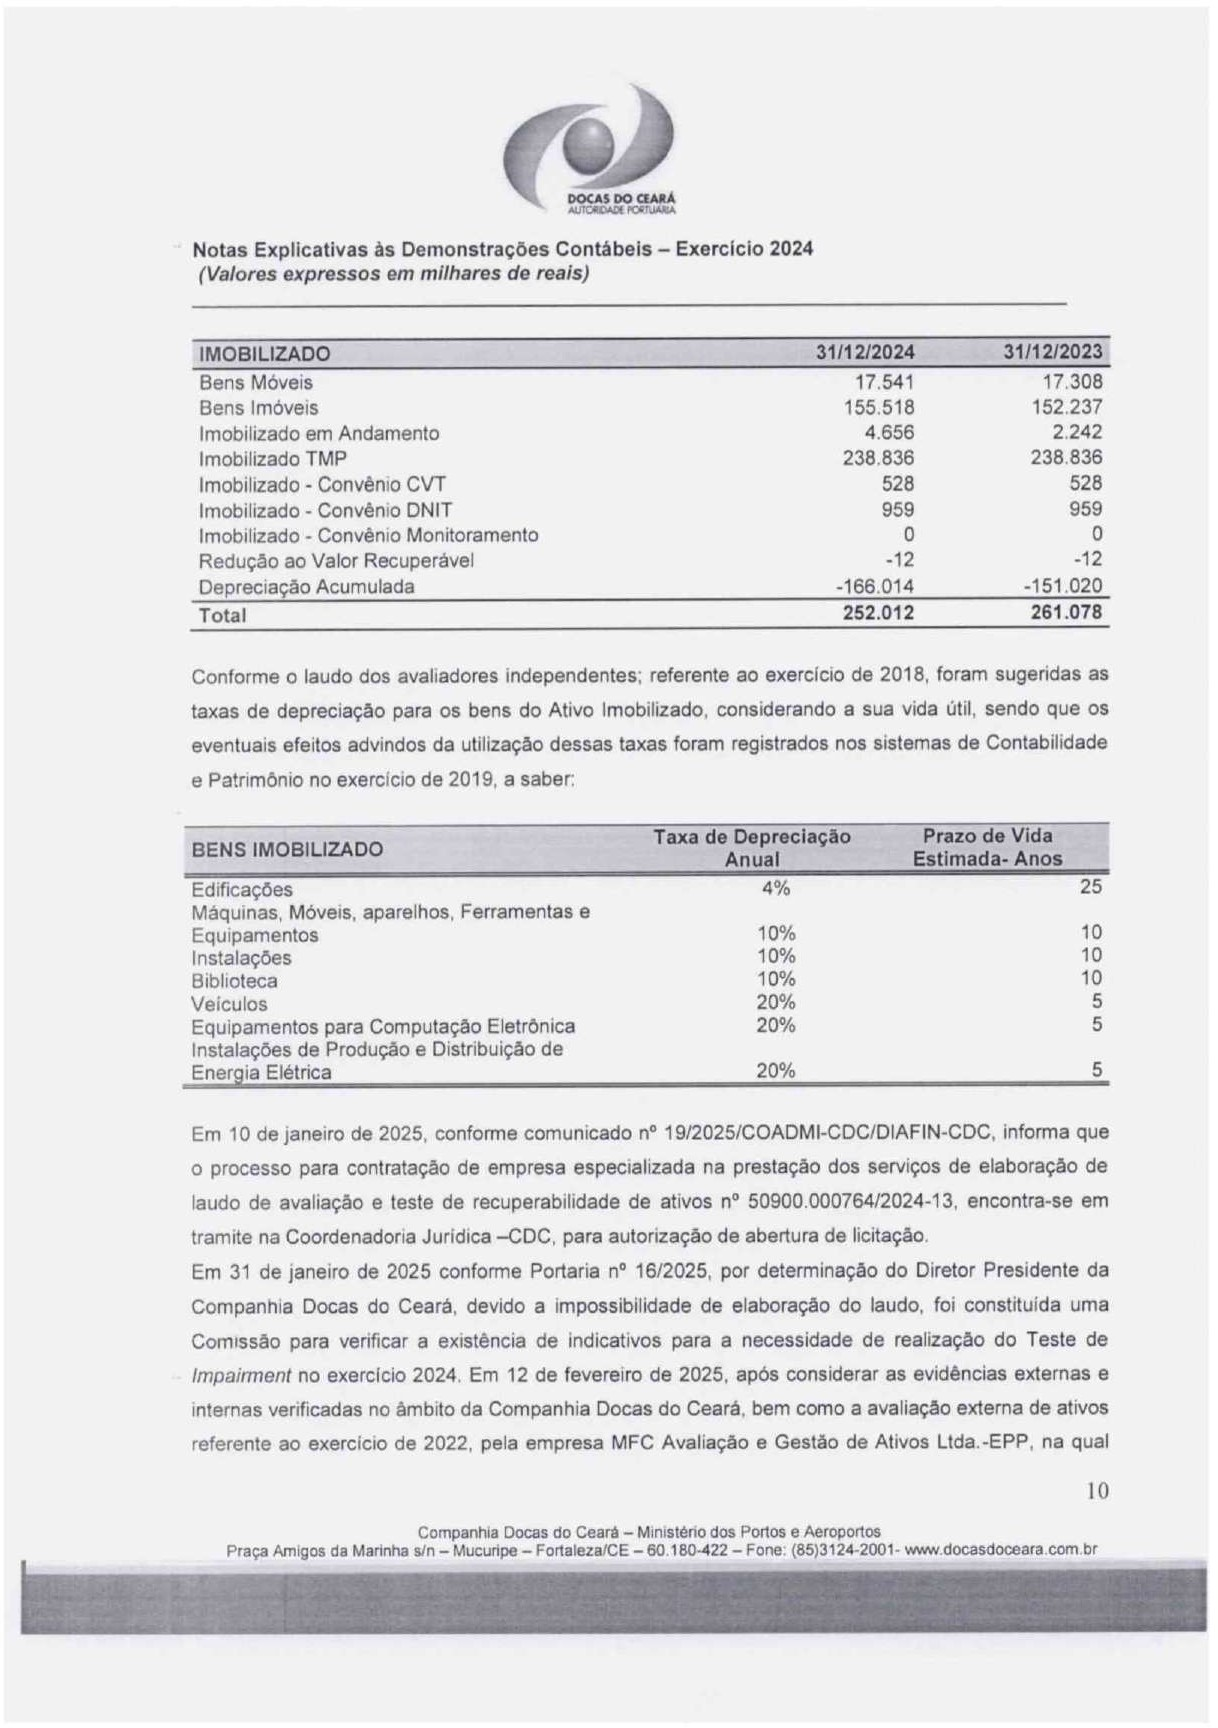 DOCAS DO CEARÁ
AUTORIDADE PORTUÁRIA
Notas Explicativas às Demonstrações Contábeis – Exercício 2024
(Valores expressos em milhares de reais)
IMOBILIZADO 31/12/2024 31/12/2023
Bens Móveis 17.541 17.308
Bens Imóveis 155.518 152.237
Imobilizado em Andamento 4.656 2.242
Imobilizado TMP 238.836 238.836
Imobilizado - Convênio CVT 528 528
Imobilizado - Convênio DNIT 959 959
Imobilizado - Convênio Monitoramento 0 0
Redução ao Valor Recuperável -12 -12
Depreciação Acumulada -166.014 -151.020
Total 252.012 261.078
Conforme o laudo dos avaliadores independentes; referente ao exercício de 2018, foram sugeridas as
taxas de depreciação para os bens do Ativo Imobilizado, considerando a sua vida útil, sendo que os
eventuais efeitos advindos da utilização dessas taxas foram registrados nos sistemas de Contabilidade
e Patrimônio no exercício de 2019, a saber:
BENS IMOBILIZADO Taxa de Depreciação Prazo de Vida
Anual Estimada- Anos
Edificações 4% 25
Máquinas, Móveis, aparelhos, Ferramentas e
Equipamentos 10% 10
Instalações 10% 10
Biblioteca 10% 10
Veículos 20% 5
Equipamentos para Computação Eletrônica 20% 5
Instalações de Produção e Distribuição de
Energia Elétrica 20% 5
Em 10 de janeiro de 2025, conforme comunicado nº 19/2025/COADMI-CDC/DIAFIN-CDC, informa que
o processo para contratação de empresa especializada na prestação dos serviços de elaboração de
laudo de avaliação e teste de recuperabilidade de ativos nº 50900.000764/2024-13, encontra-se em
tramite na Coordenadoria Jurídica –CDC, para autorização de abertura de licitação.
Em 31 de janeiro de 2025 conforme Portaria nº 16/2025, por determinação do Diretor Presidente da
Companhia Docas do Ceará, devido a impossibilidade de elaboração do laudo, foi constituída uma
Comissão para verificar a existência de indicativos para a necessidade de realização do Teste de
Impairment no exercício 2024. Em 12 de fevereiro de 2025, após considerar as evidências externas e
internas verificadas no âmbito da Companhia Docas do Ceará, bem como a avaliação externa de ativos
referente ao exercício de 2022, pela empresa MFC Avaliação e Gestão de Ativos Ltda.-EPP, na qual
10
Companhia Docas do Ceará – Ministério dos Portos e Aeroportos
Praça Amigos da Marinha s/n – Mucuripe – Fortaleza/CE – 60.180-422 – Fone: (85)3124-2001- www.docasdoceara.com.br